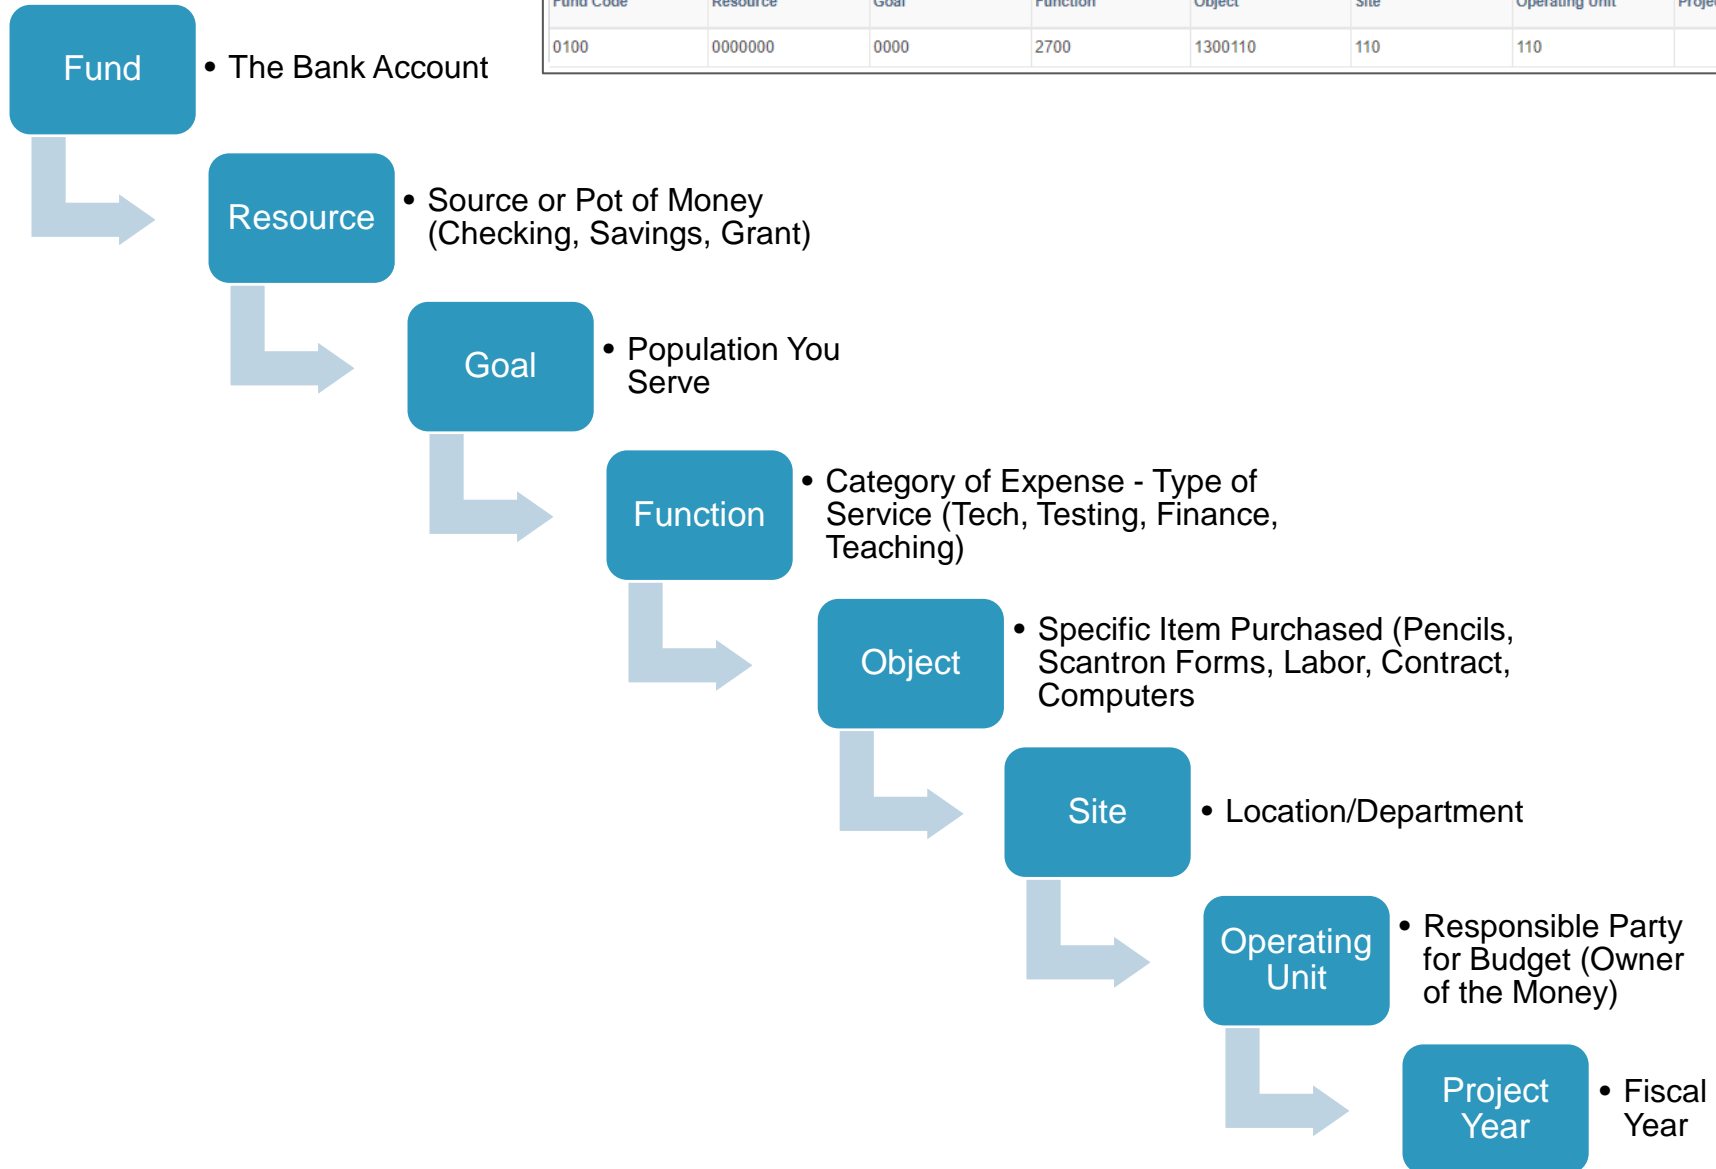 Fund Code Resource Goal Function Object Site Operating Unit
0100 0000000 0000 2700 1300110 110 110
Fund
• The Bank Account
Resource
• Source or Pot of Money
(Checking, Savings, Grant)
Goal
• Population You
Serve
Function
• Category of Expense - Type of
Service (Tech, Testing, Finance,
Teaching)
Object
• Specific Item Purchased (Pencils,
Scantron Forms, Labor, Contract,
Computers
Site
• Location/Department
Operating
Unit
• Responsible Party
for Budget (Owner
of the Money)
Project
Year
• Fiscal
Year